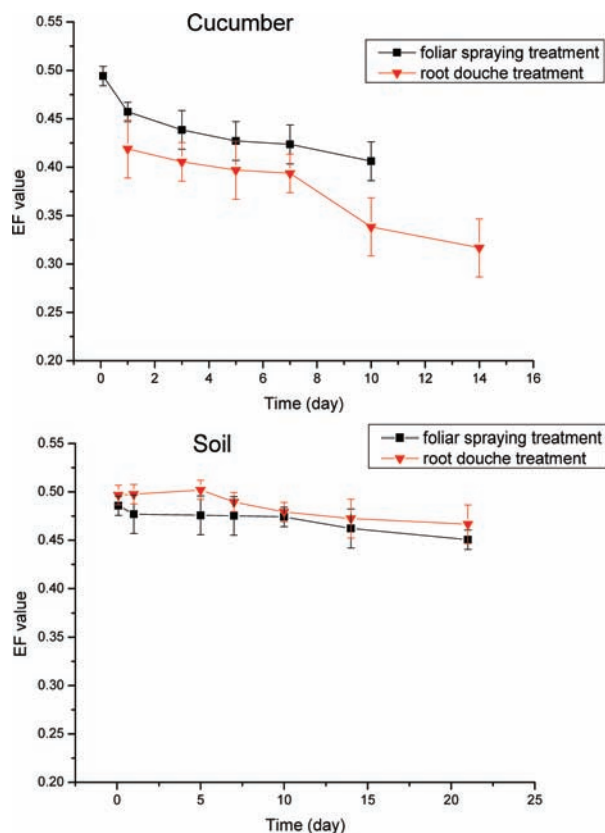 Cucumber
foliar spraying treatment
root douche treatment
EF value
0.55
0.50
0.45
0.40
0.35
0.30
0.25
0.20
0 2 4 6 8 10 12 14 16
Time (day)
Soil
foliar spraying treatment
root douche treatment
EF value
0.55
0.50
0.45
0.40
0.35
0.30
0.25
0.20
0 5 10 15 20 25
Time (day)